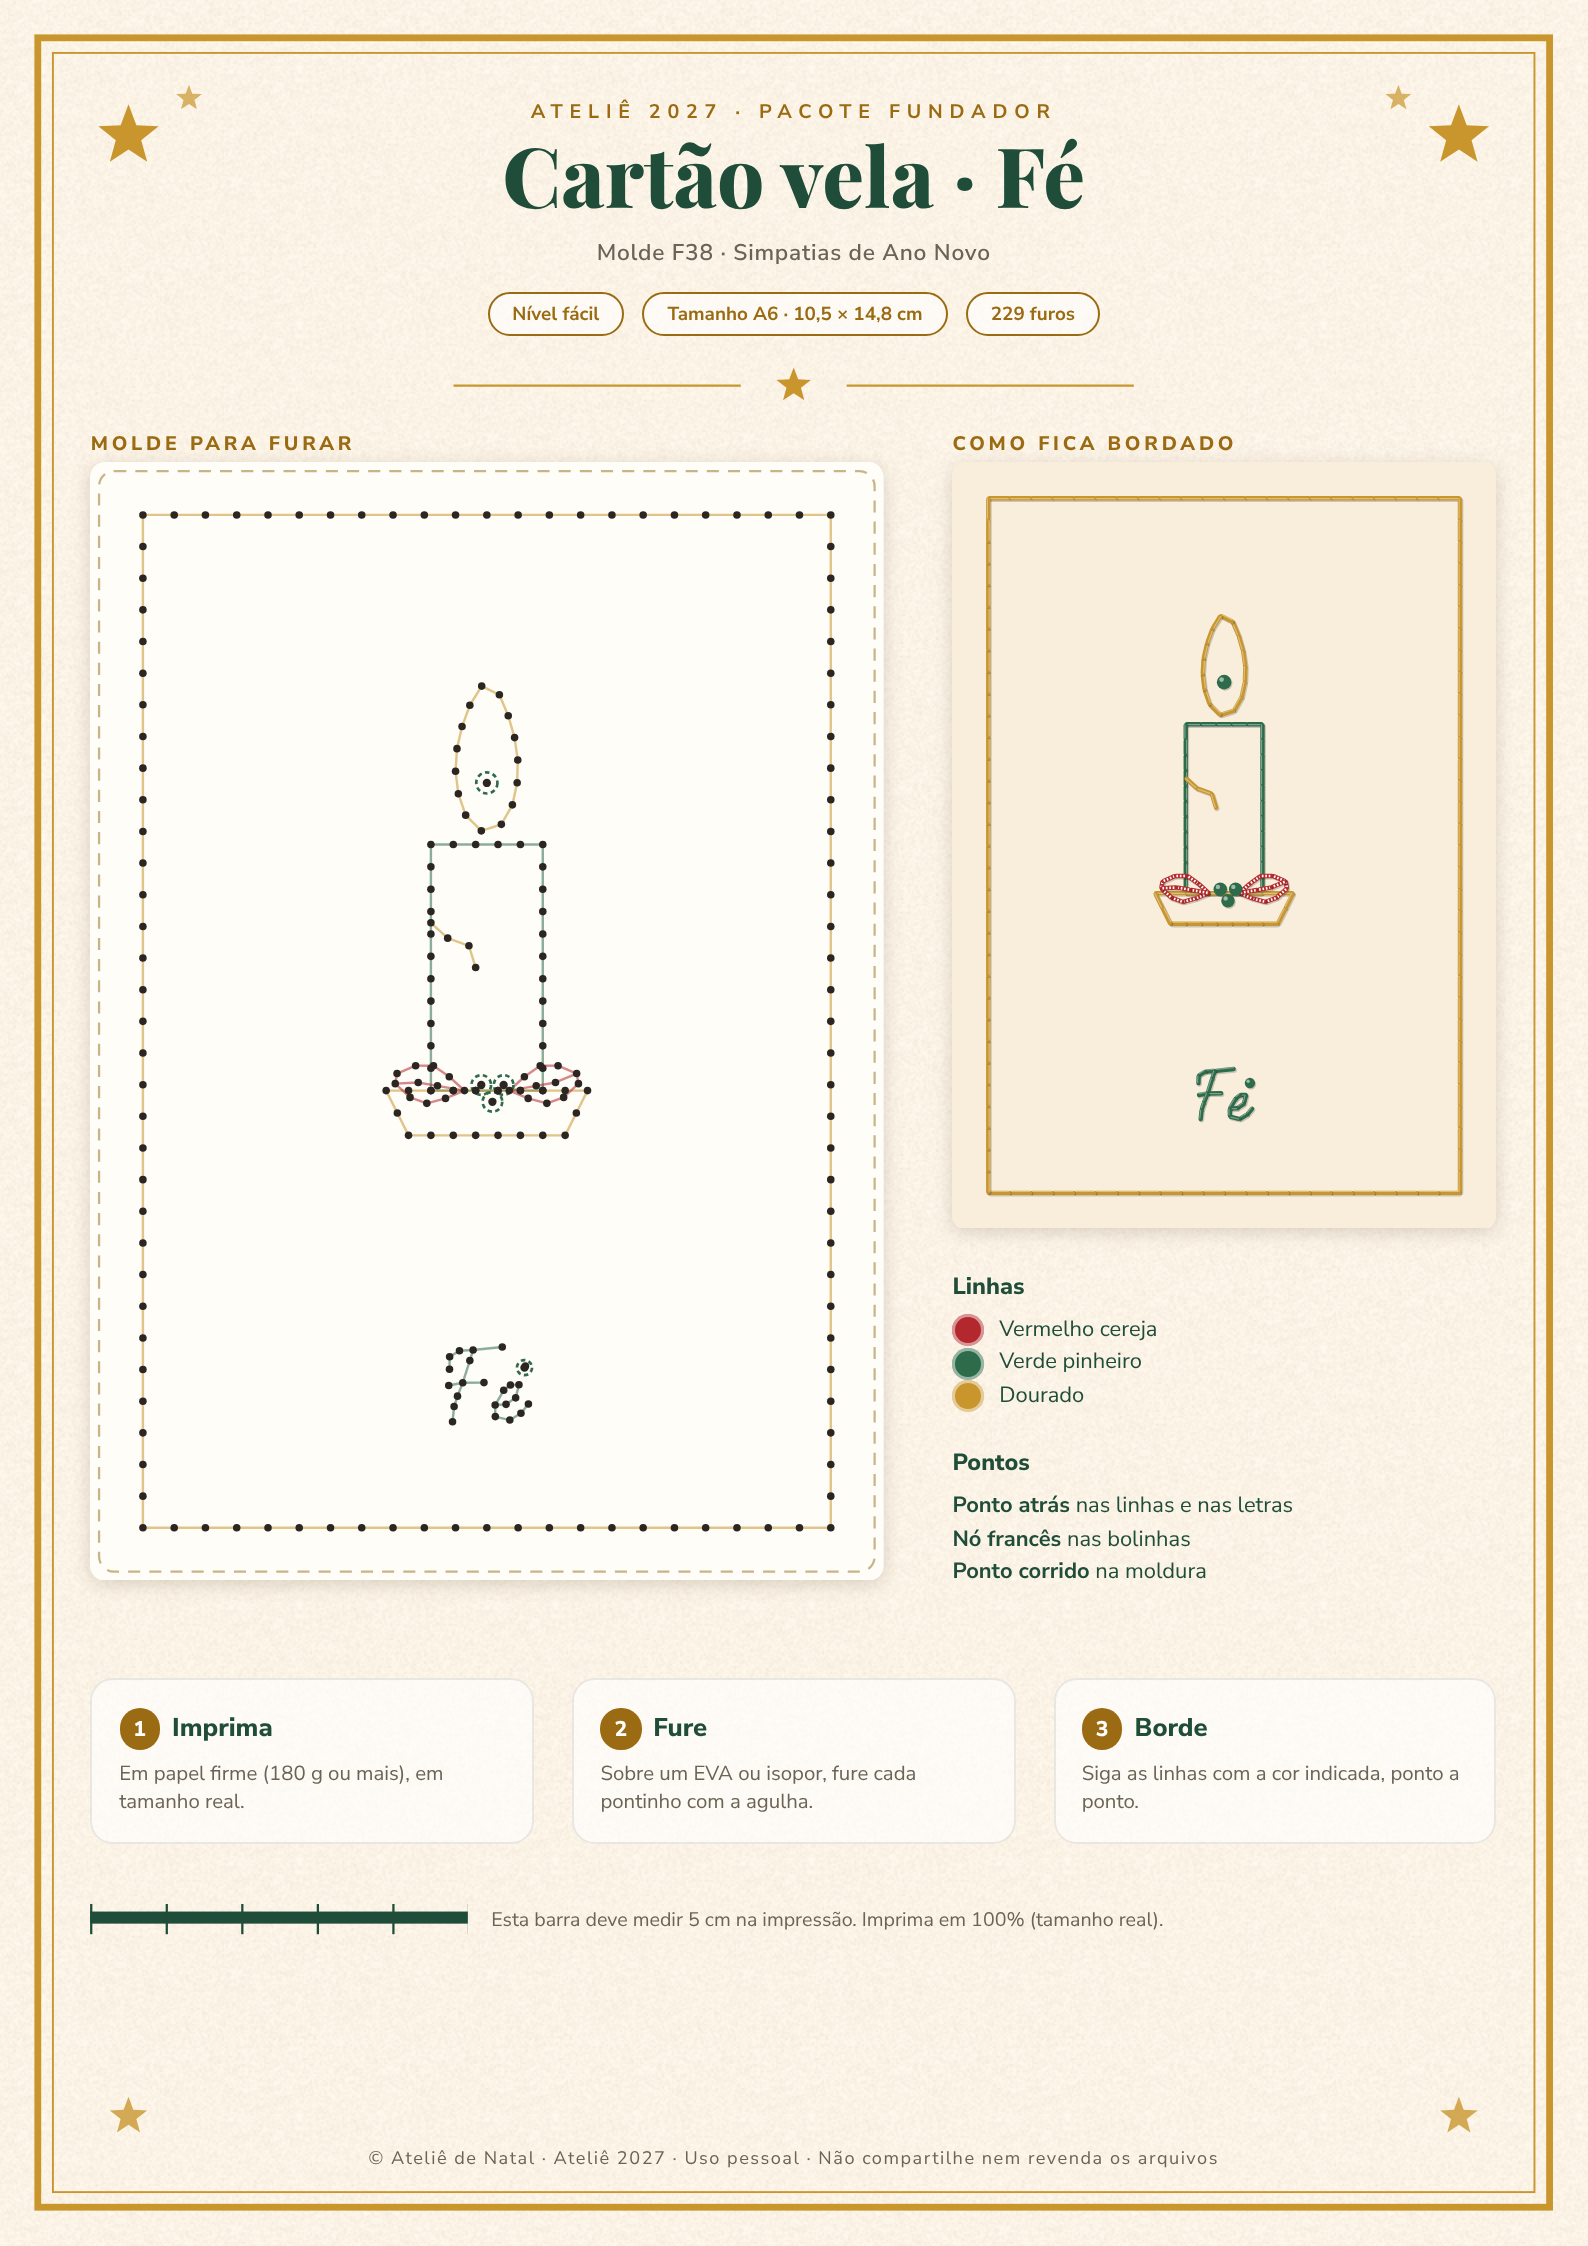 ATELIÊ 2027 · PACOTE FUNDADOR
Cartão vela · Fé
Molde F38 · Simpatias de Ano Novo
Nível fácil
Tamanho A6 · 10,5 × 14,8 cm
229 furos
MOLDE PARA FURAR
Fé
COMO FICA BORDADO
Fé
Linhas
Vermelho cereja
Verde pinheiro
Dourado
Pontos
Ponto atrás nas linhas e nas letras
Nó francês nas bolinhas
Ponto corrido na moldura
1 Imprima
Em papel firme (180 g ou mais), em
tamanho real.
2 Fure
Sobre um EVA ou isopor, fure cada
pontinho com a agulha.
3 Borde
Siga as linhas com a cor indicada, ponto a
ponto.
Esta barra deve medir 5 cm na impressão. Imprima em 100% (tamanho real).
© Ateliê de Natal · Ateliê 2027 · Uso pessoal · Não compartilhe nem revenda os arquivos